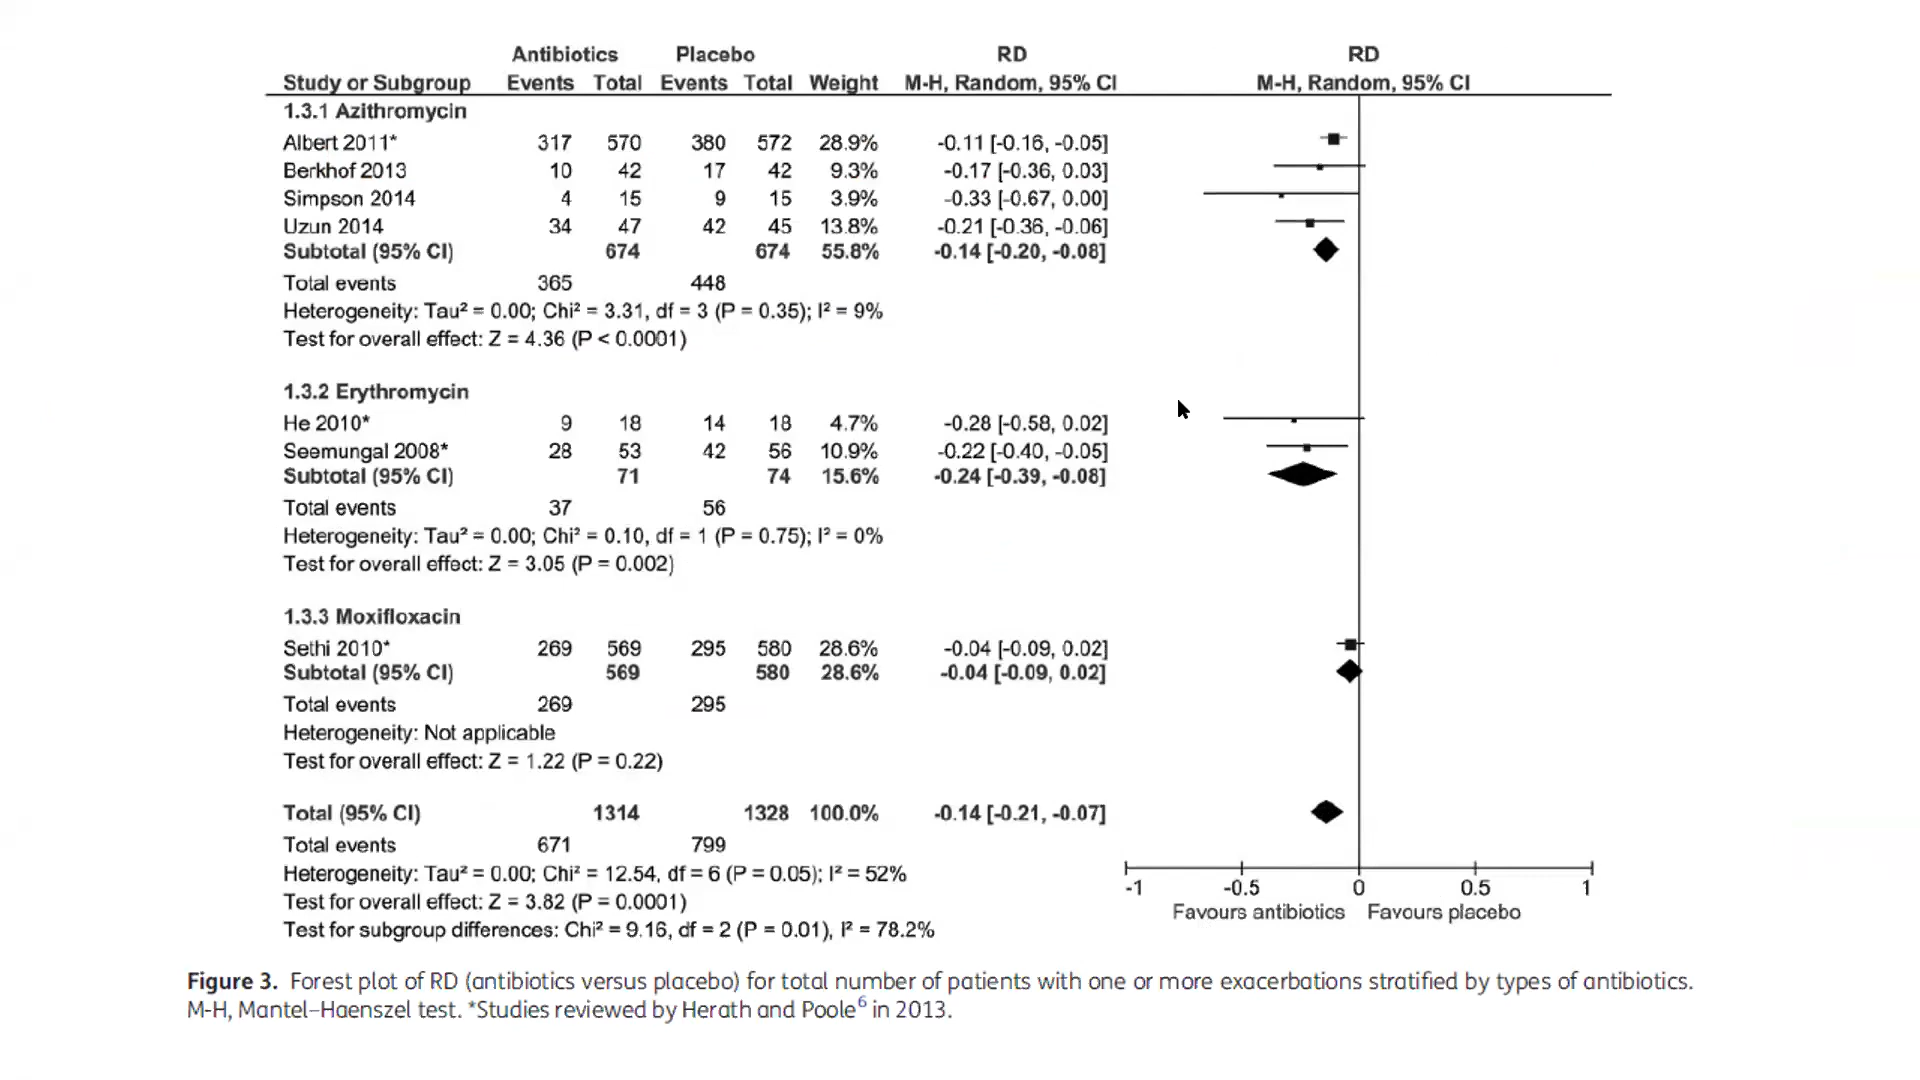 Antibiotics Placebo RD RD
Study or Subgroup Events Total Events Total Weight M-H, Random, 95% CI M-H, Random, 95% CI
1.3.1 Azithromycin
Albert 2011* 317 570 380 572 28.9% -0.11 [-0.16, -0.05]
Berkhof 2013 10 42 17 42 9.3% -0.17 [-0.36, 0.03]
Simpson 2014 4 15 9 15 3.9% -0.33 [-0.67, 0.00]
Uzun 2014 34 47 42 45 13.8% -0.21 [-0.36, -0.06]
Subtotal (95% CI) 674 674 55.8% -0.14 [-0.20, -0.08]
Total events 365 448
Heterogeneity: Tau² = 0.00; Chi² = 3.31, df = 3 (P = 0.35); I² = 9%
Test for overall effect: Z = 4.36 (P < 0.0001)
1.3.2 Erythromycin
He 2010* 9 18 14 18 4.7% -0.28 [-0.58, 0.02]
Seemungal 2008* 28 53 42 56 10.9% -0.22 [-0.40, -0.05]
Subtotal (95% CI) 71 74 15.6% -0.24 [-0.39, -0.08]
Total events 37 56
Heterogeneity: Tau² = 0.00; Chi² = 0.10, df = 1 (P = 0.75); I² = 0%
Test for overall effect: Z = 3.05 (P = 0.002)
1.3.3 Moxifloxacin
Sethi 2010* 269 569 295 580 28.6% -0.04 [-0.09, 0.02]
Subtotal (95% CI) 569 580 28.6% -0.04 [-0.09, 0.02]
Total events 269 295
Heterogeneity: Not applicable
Test for overall effect: Z = 1.22 (P = 0.22)
Total (95% CI) 1314 1328 100.0% -0.14 [-0.21, -0.07]
Total events 671 799
Heterogeneity: Tau² = 0.00; Chi² = 12.54, df = 6 (P = 0.05); I² = 52%
Test for overall effect: Z = 3.82 (P = 0.0001)
Test for subgroup differences: Chi² = 9.16, df = 2 (P = 0.01), I² = 78.2%
-1 -0.5 0 0.5 1
Favours antibiotics Favours placebo
Figure 3. Forest plot of RD (antibiotics versus placebo) for total number of patients with one or more exacerbations stratified by types of antibiotics.
M-H, Mantel–Haenszel test. *Studies reviewed by Herath and Poole⁶ in 2013.